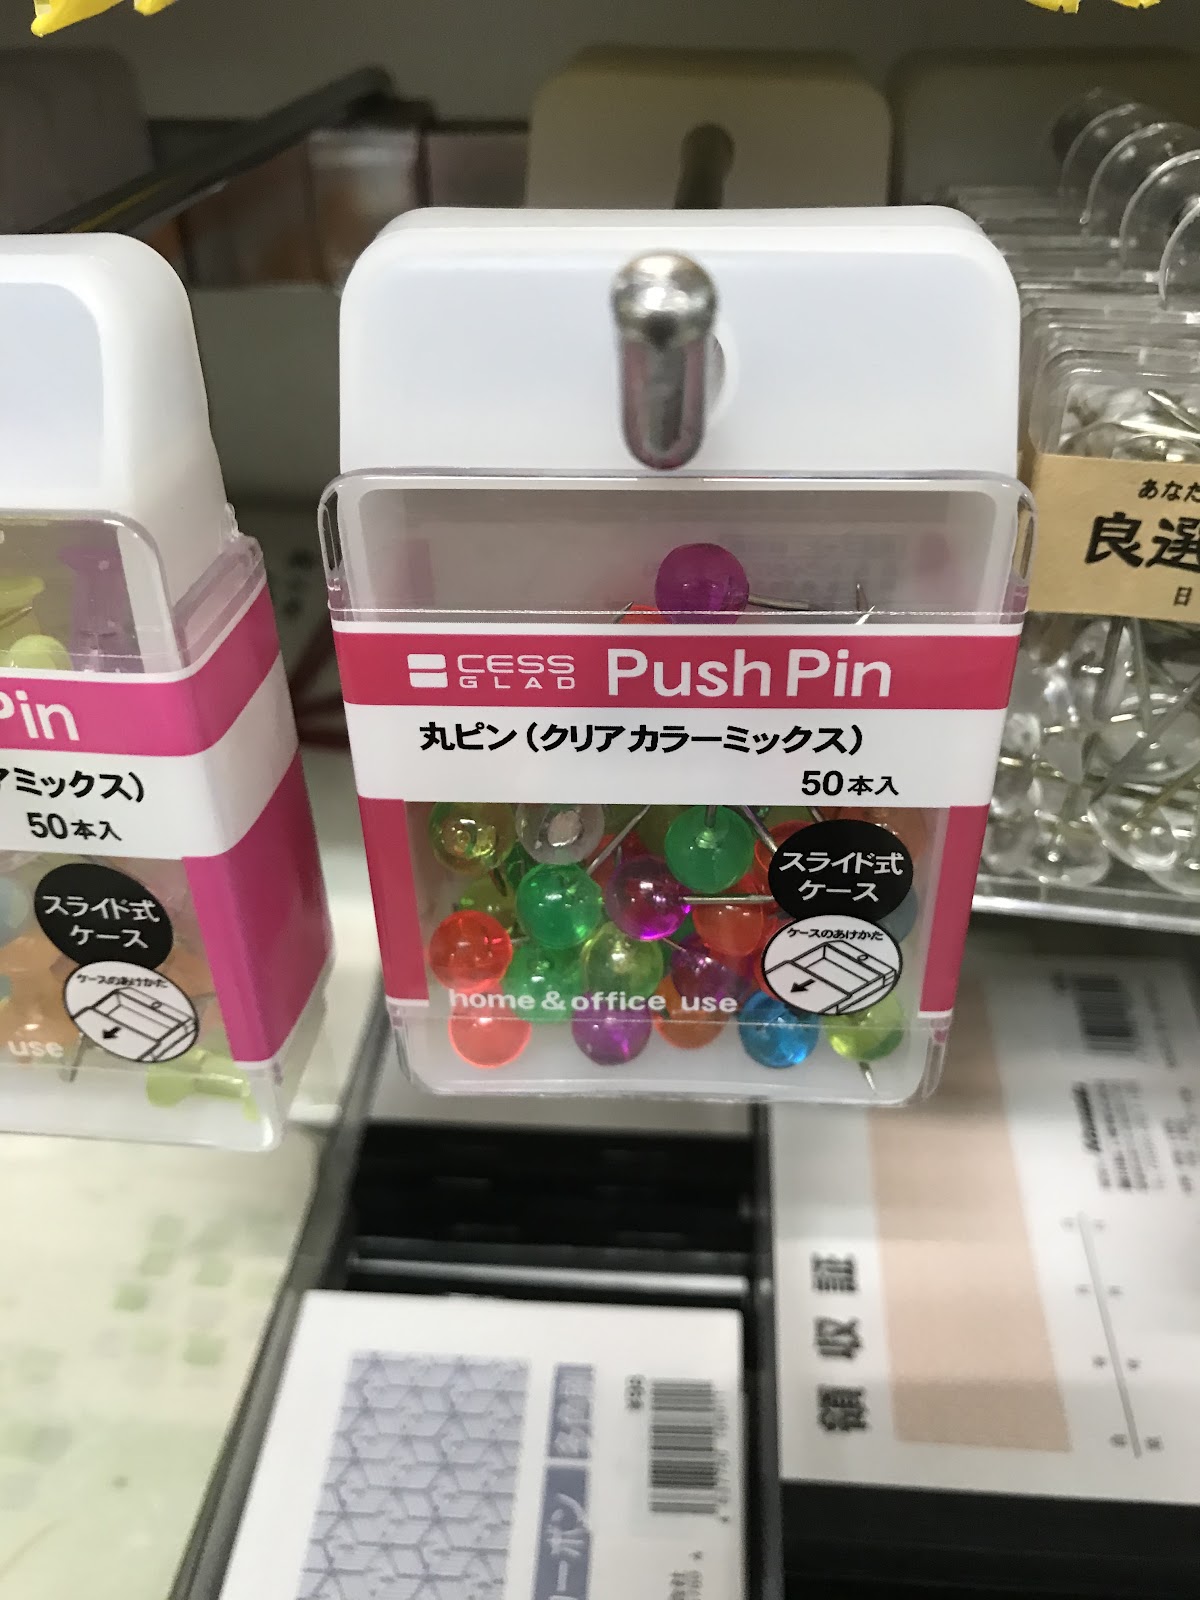 CESS
GLAD
Push Pin
丸ピン（クリアカラーミックス）
50本入
スライド式
ケース
ケースのあけかた
home & office use
Pin
ミックス）
50本入
スライド式
ケース
ケースのあけかた
use
あなた
良選
日
領収証